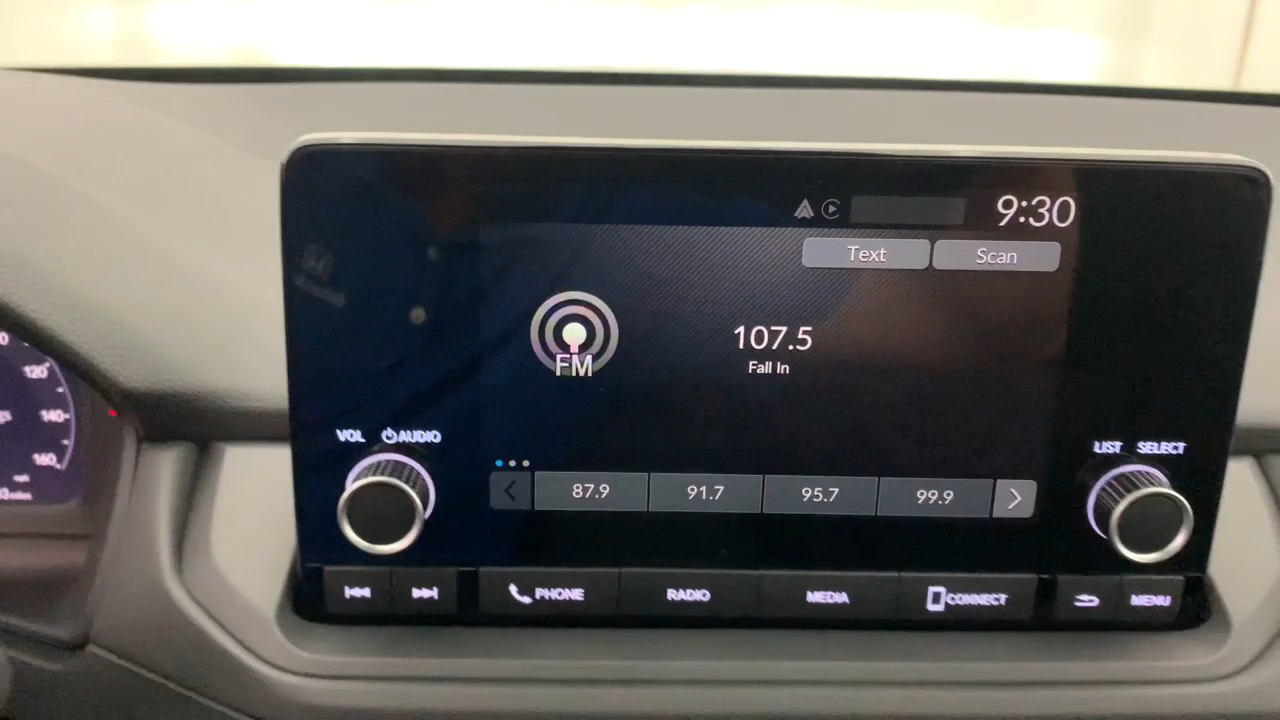 9:30
Text Scan
FM
107.5
Fall In
120
140
160
VOL AUDIO
LIST SELECT
87.9 91.7 95.7 99.9
PHONE RADIO MEDIA CONNECT MENU